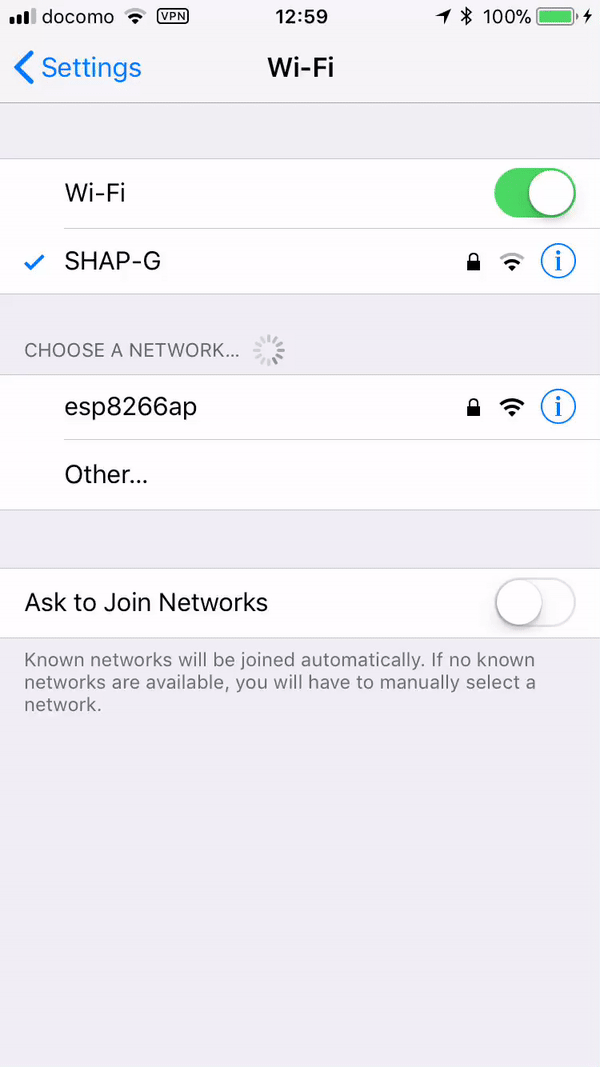 docomo VPN 12:59 100%
Settings Wi-Fi
Wi-Fi
SHAP-G
CHOOSE A NETWORK...
esp8266ap
Other...
Ask to Join Networks
Known networks will be joined automatically. If no known
networks are available, you will have to manually select a
network.